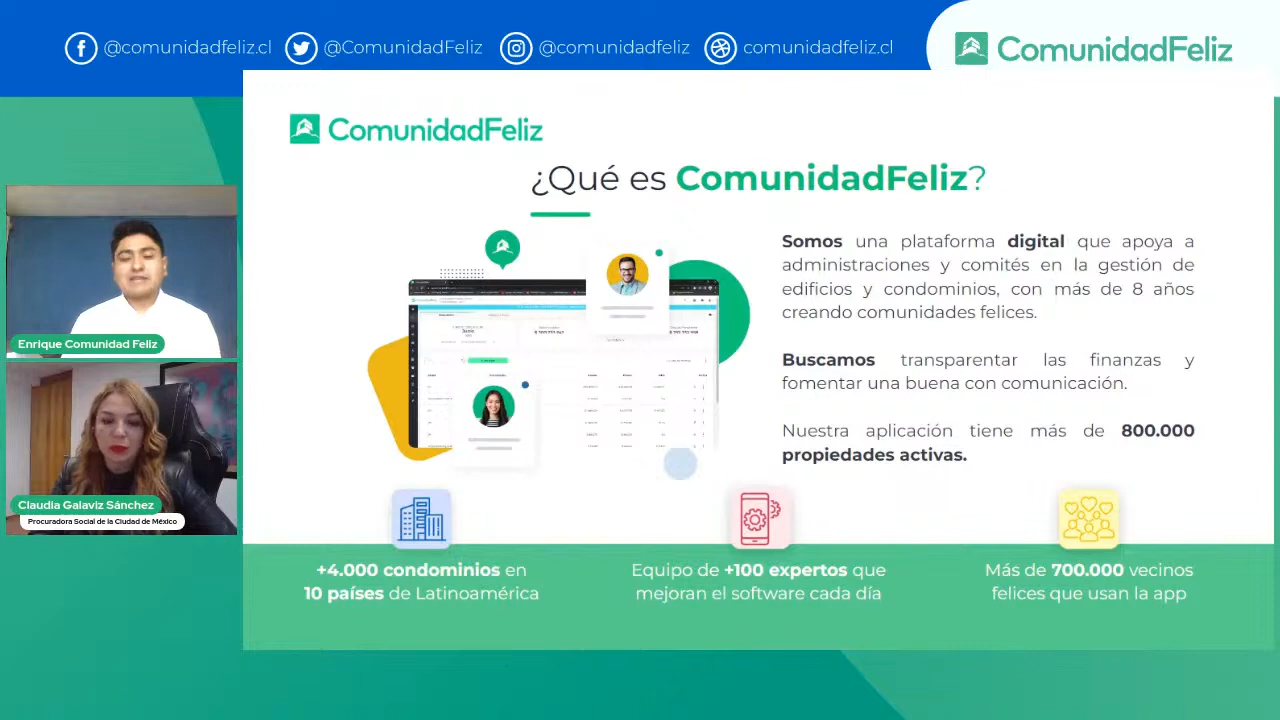 @comunidadfeliz.cl
@ComunidadFeliz
@comunidadfeliz
comunidadfeliz.cl
ComunidadFeliz
ComunidadFeliz
¿Qué es ComunidadFeliz?
Somos una plataforma digital que apoya a
administraciones y comités en la gestión de
edificios y condominios, con más de 8 años
creando comunidades felices.
Buscamos transparentar las finanzas y
fomentar una buena con comunicación.
Nuestra aplicación tiene más de 800.000
propiedades activas.
Enrique Comunidad Feliz
Claudia Galaviz Sánchez
Procuradora Social de la Ciudad de México
+4.000 condominios en
10 países de Latinoamérica
Equipo de +100 expertos que
mejoran el software cada día
Más de 700.000 vecinos
felices que usan la app